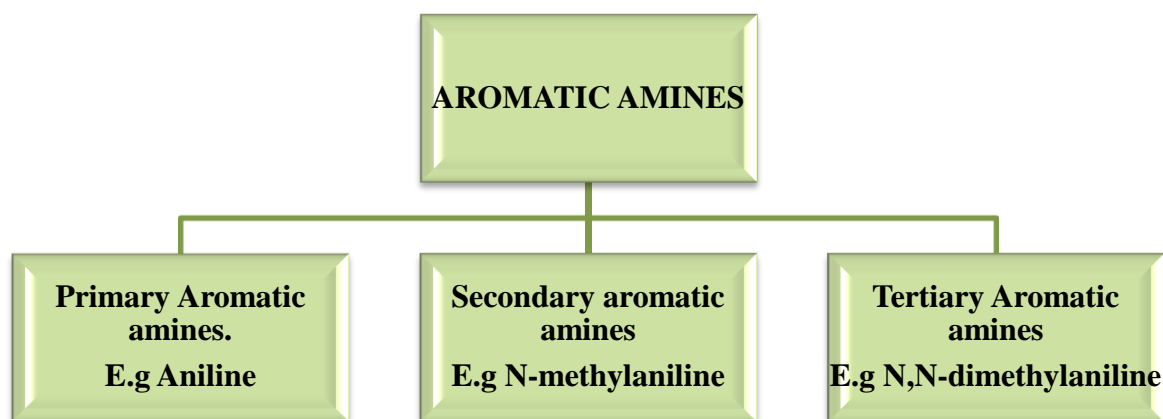 AROMATIC AMINES
Primary Aromatic
amines.
E.g Aniline
Secondary aromatic
amines
E.g N-methylaniline
Tertiary Aromatic
amines
E.g N,N-dimethylaniline